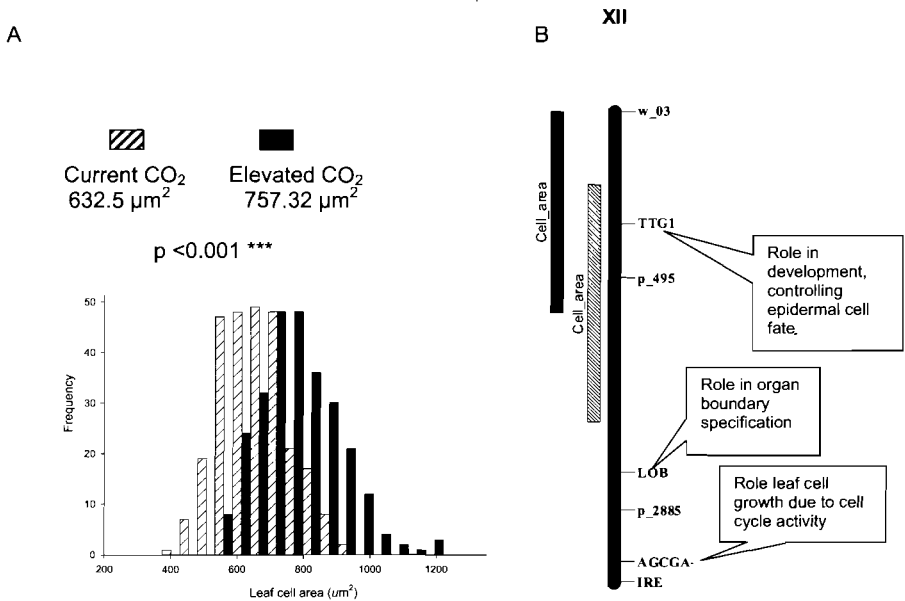 A
Current CO2
632.5 µm2
Elevated CO2
757.32 µm2
p <0.001 ***
50
40
30
20
10
0
Frequency
200
400
600
800
1000
1200
Leaf cell area (um2)
B
XII
Cell_area
Cell_area
w_03
TTG1
p_495
LOB
p_2885
AGCGA-
IRE
Role in
development,
controlling
epidermal cell
fate.
Role in organ
boundary
specification
Role leaf cell
growth due to cell
cycle activity